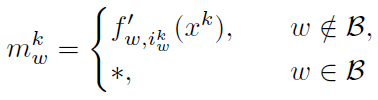 $m_w^k = \begin{cases} f'_{w,i_w^k}(x^k), & w \notin \mathcal{B}, \\ *, & w \in \mathcal{B} \end{cases}$